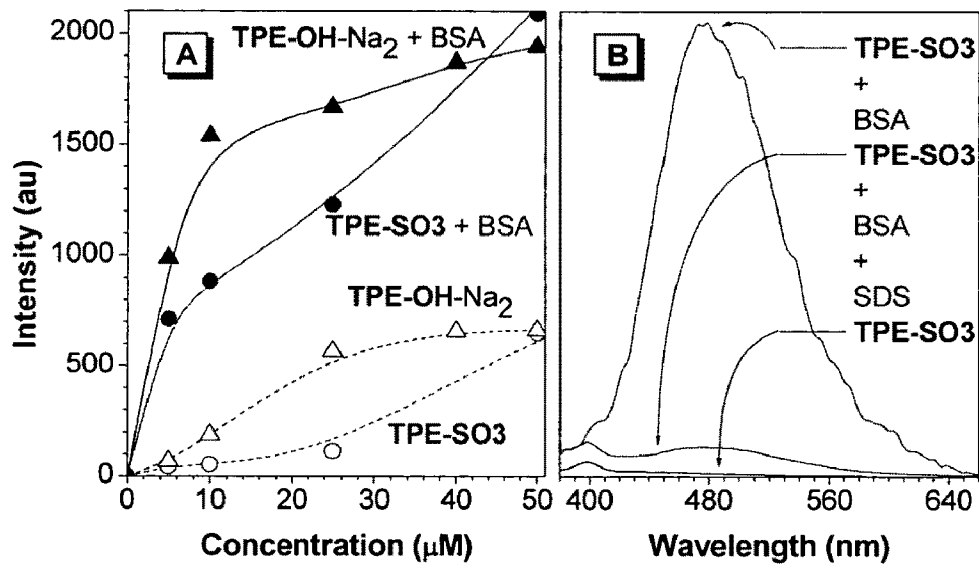 A
TPE-OH-Na2 + BSA
TPE-SO3 + BSA
TPE-OH-Na2
TPE-SO3
2000
1500
1000
500
0
Intensity (au)
0 10 20 30 40 50
Concentration (μM)
B
TPE-SO3
+
BSA
TPE-SO3
+
BSA
+
SDS
TPE-SO3
400 480 560 640
Wavelength (nm)